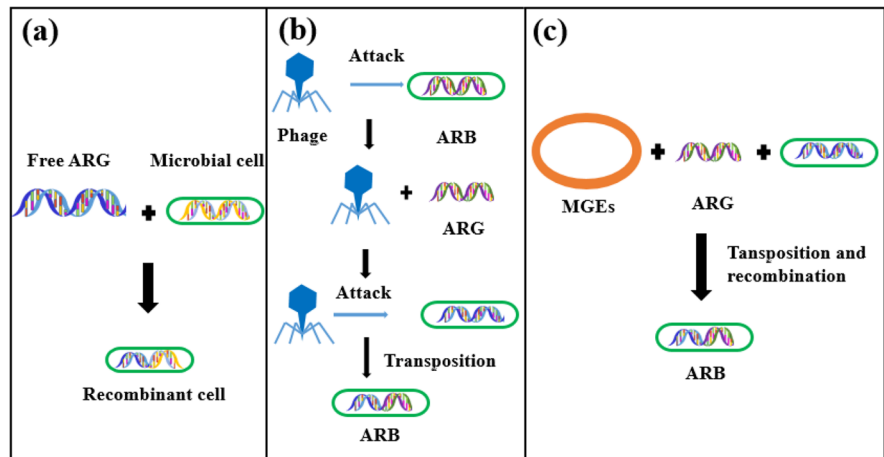 (a)
Free ARG
Microbial cell
Recombinant cell
(b)
Attack
Phage
ARB
ARG
Attack
Transposition
ARB
(c)
MGEs
ARG
Tansposition and
recombination
ARB